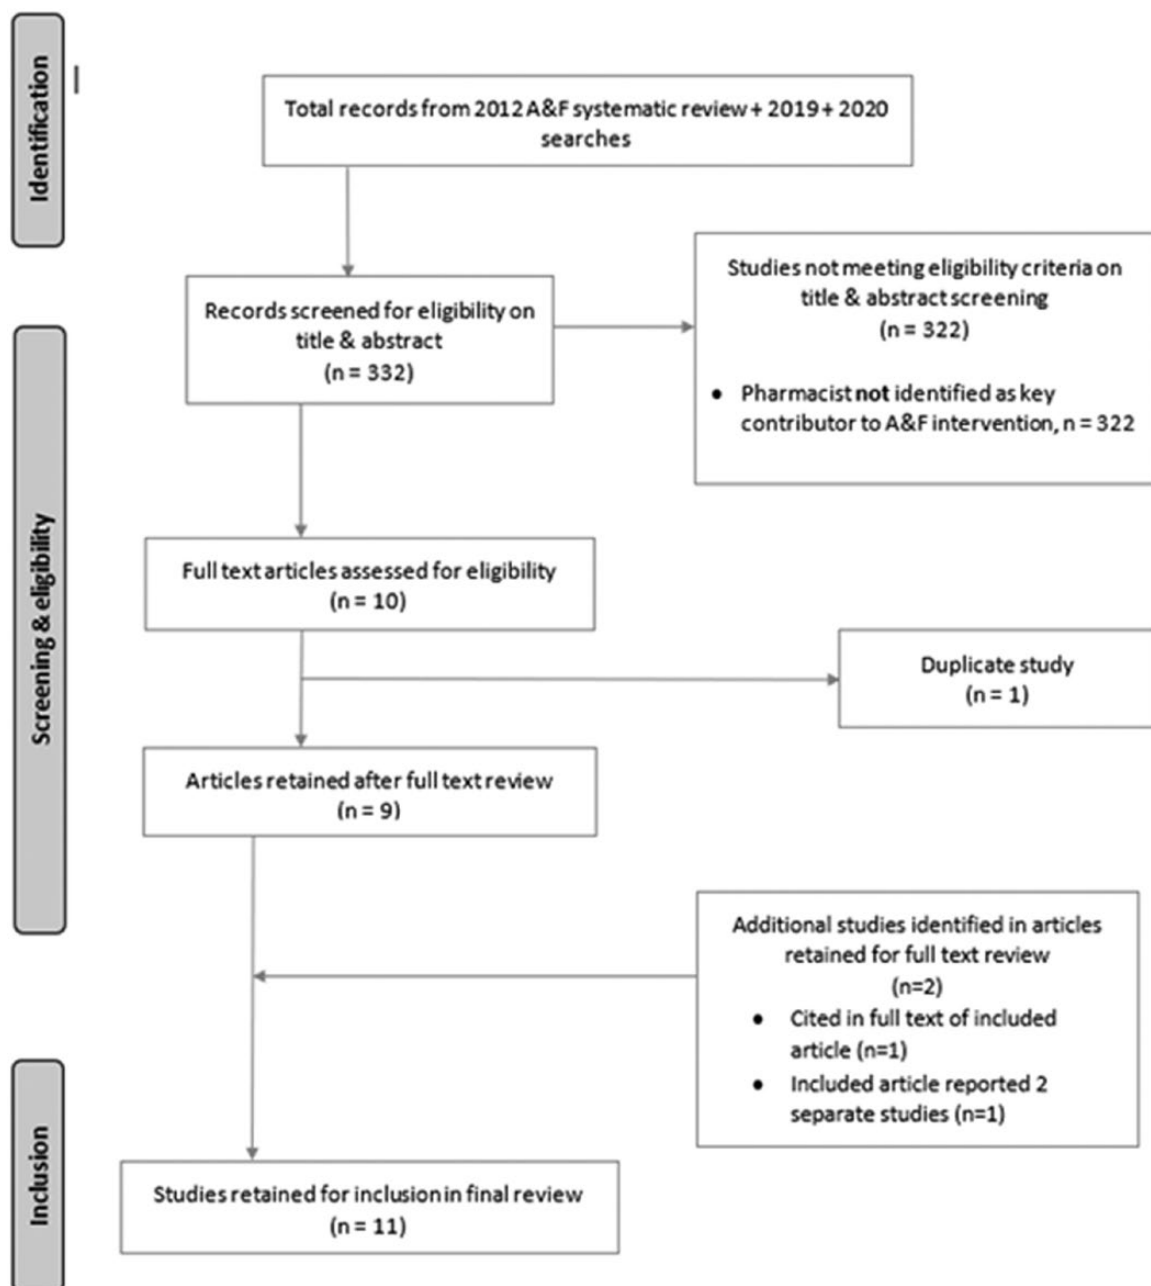 Identification
Total records from 2012 A&F systematic review + 2019 + 2020
searches
Studies not meeting eligibility criteria on
title & abstract screening
(n = 322)
• Pharmacist not identified as key
contributor to A&F intervention, n = 322
Records screened for eligibility on
title & abstract
(n = 332)
Screening & eligibility
Full text articles assessed for eligibility
(n = 10)
Duplicate study
(n = 1)
Articles retained after full text review
(n = 9)
Additional studies identified in articles
retained for full text review
(n=2)
• Cited in full text of included
article (n=1)
• Included article reported 2
separate studies (n=1)
Inclusion
Studies retained for inclusion in final review
(n = 11)